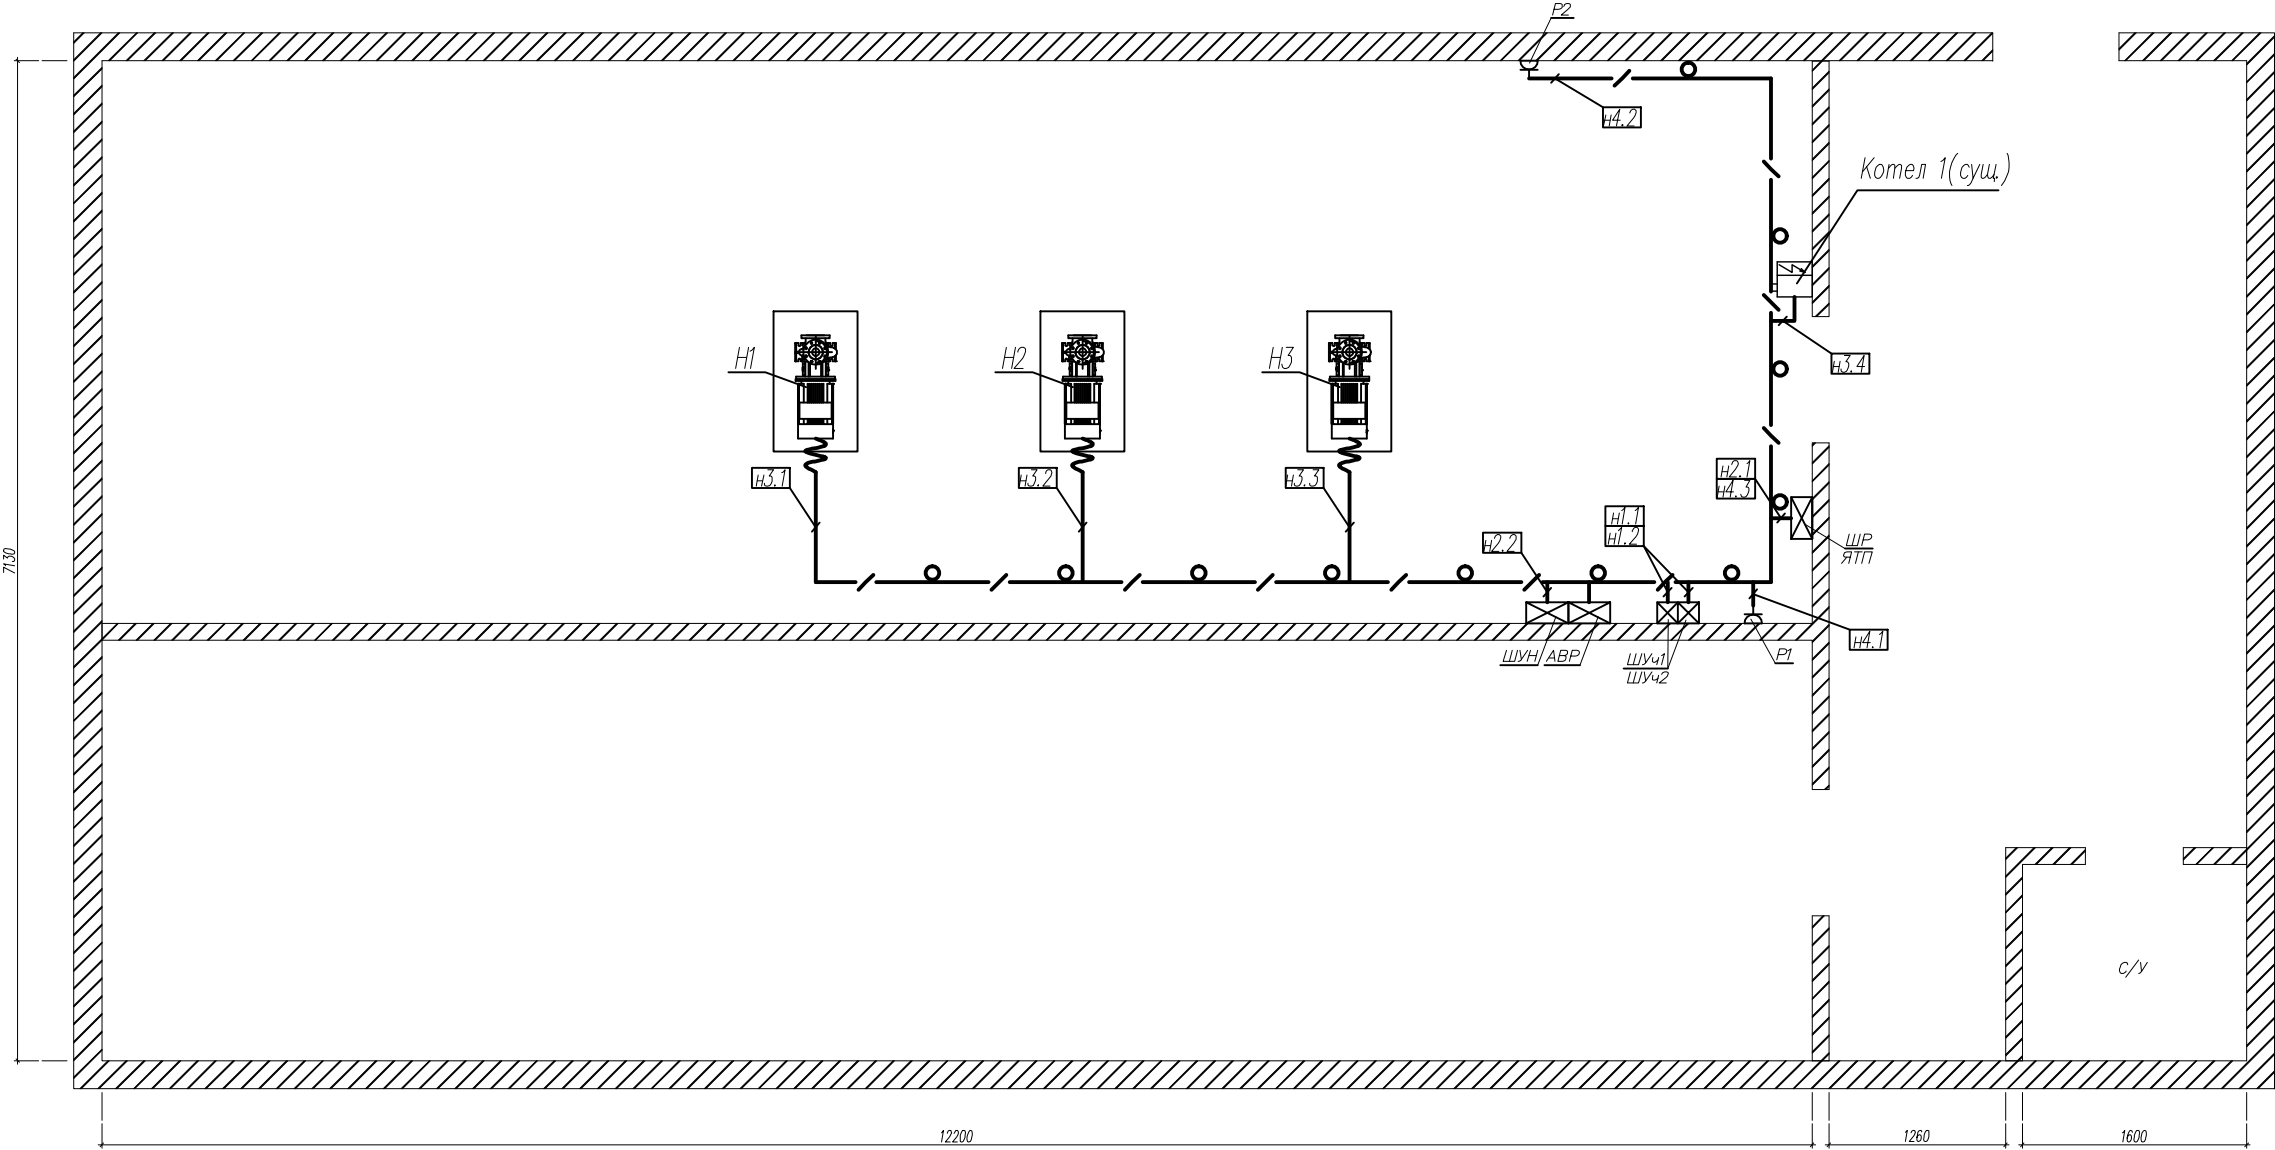 Р2
н4.2
Котел 1(сущ.)
Н1
Н2
Н3
н3.4
н3.1
н3.2
н3.3
н2.1
н4.3
н2.2
н1.1
н1.2
ШР
ЯТП
7130
н4.1
ШУН
АВР
ШУч1
ШУч2
Р1
с/у
12200
1260
1600